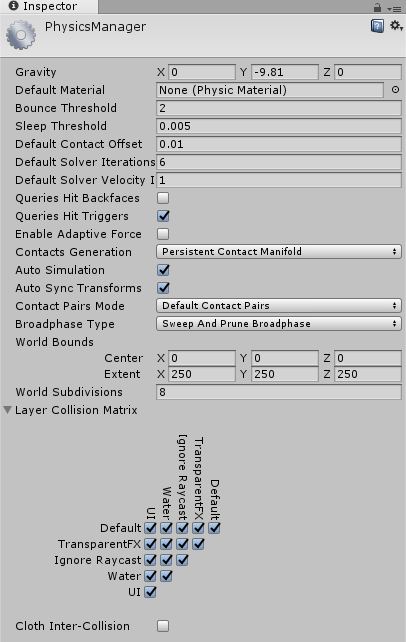 Inspector
PhysicsManager
Gravity X 0 Y -9.81 Z 0
Default Material None (Physic Material)
Bounce Threshold 2
Sleep Threshold 0.005
Default Contact Offset 0.01
Default Solver Iterations 6
Default Solver Velocity I 1
Queries Hit Backfaces
Queries Hit Triggers
Enable Adaptive Force
Contacts Generation Persistent Contact Manifold
Auto Simulation
Auto Sync Transforms
Contact Pairs Mode Default Contact Pairs
Broadphase Type Sweep And Prune Broadphase
World Bounds
Center X 0 Y 0 Z 0
Extent X 250 Y 250 Z 250
World Subdivisions 8
Layer Collision Matrix
UI
Water
Ignore Raycast
TransparentFX
Default
Default
TransparentFX
Ignore Raycast
Water
UI
Cloth Inter-Collision